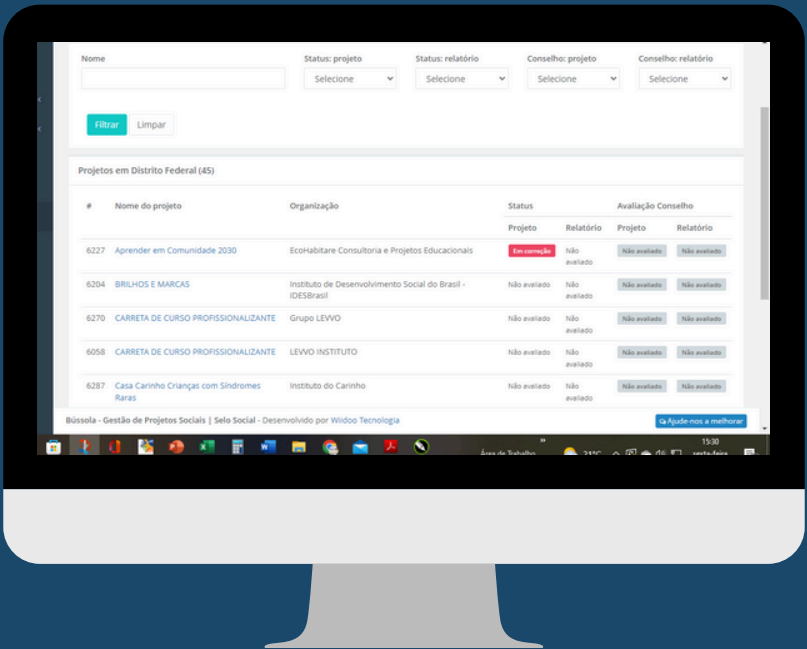 Nome Status: projeto Status: relatório Conselho: projeto Conselho: relatório
Selecione Selecione Selecione Selecione
Filtrar Limpar
Projetos em Distrito Federal (45)
# Nome do projeto Organização Status Avaliação Conselho
Projeto Relatório Projeto Relatório
6227 Aprender em Comunidade 2030 EcoHabitare Consultoria e Projetos Educacionais Em correção Não avaliado Não avaliado Não avaliado
6204 BRILHOS E MARCAS Instituto de Desenvolvimento Social do Brasil - IDESBrasil Não avaliado Não avaliado Não avaliado Não avaliado
6270 CARRETA DE CURSO PROFISSIONALIZANTE Grupo LEVVO Não avaliado Não avaliado Não avaliado Não avaliado
6058 CARRETA DE CURSO PROFISSIONALIZANTE LEVVO INSTITUTO Não avaliado Não avaliado Não avaliado Não avaliado
6287 Casa Carinho Crianças com Síndromes Raras Instituto do Carinho Não avaliado Não avaliado Não avaliado Não avaliado
Bússola - Gestão de Projetos Sociais | Selo Social - Desenvolvido por Wiidoo Tecnologia Ajude-nos a melhorar
15:30
Área de Trabalho 21°C sexta-feira